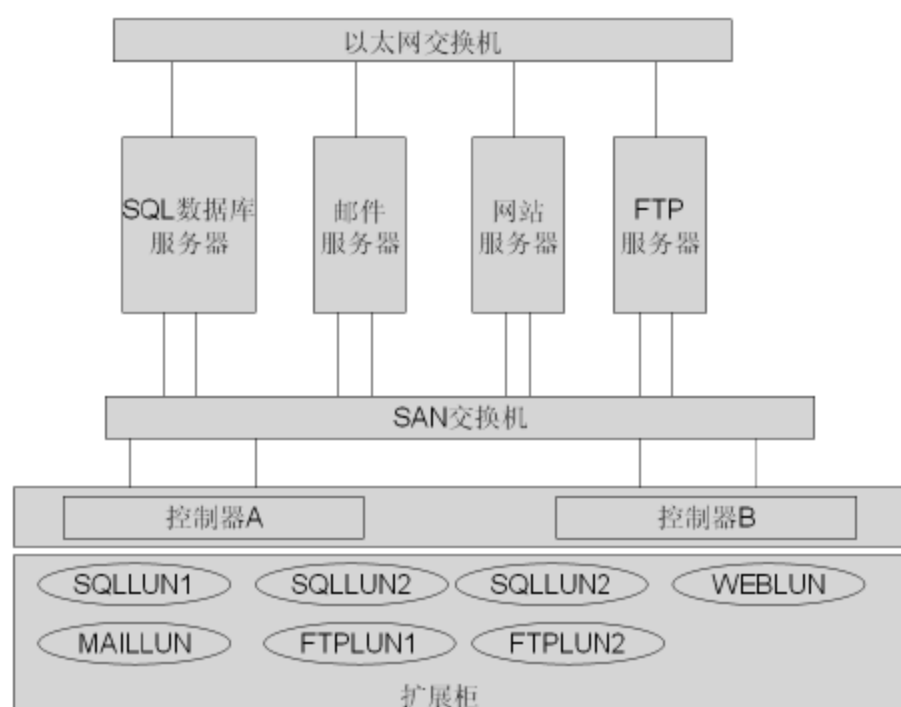 以太网交换机
SQL数据库
服务器
邮件
服务器
网站
服务器
FTP
服务器
SAN交换机
控制器A
控制器B
SQLLUN1
SQLLUN2
SQLLUN2
WEBLUN
MAILLUN
FTPLUN1
FTPLUN2
扩展柜